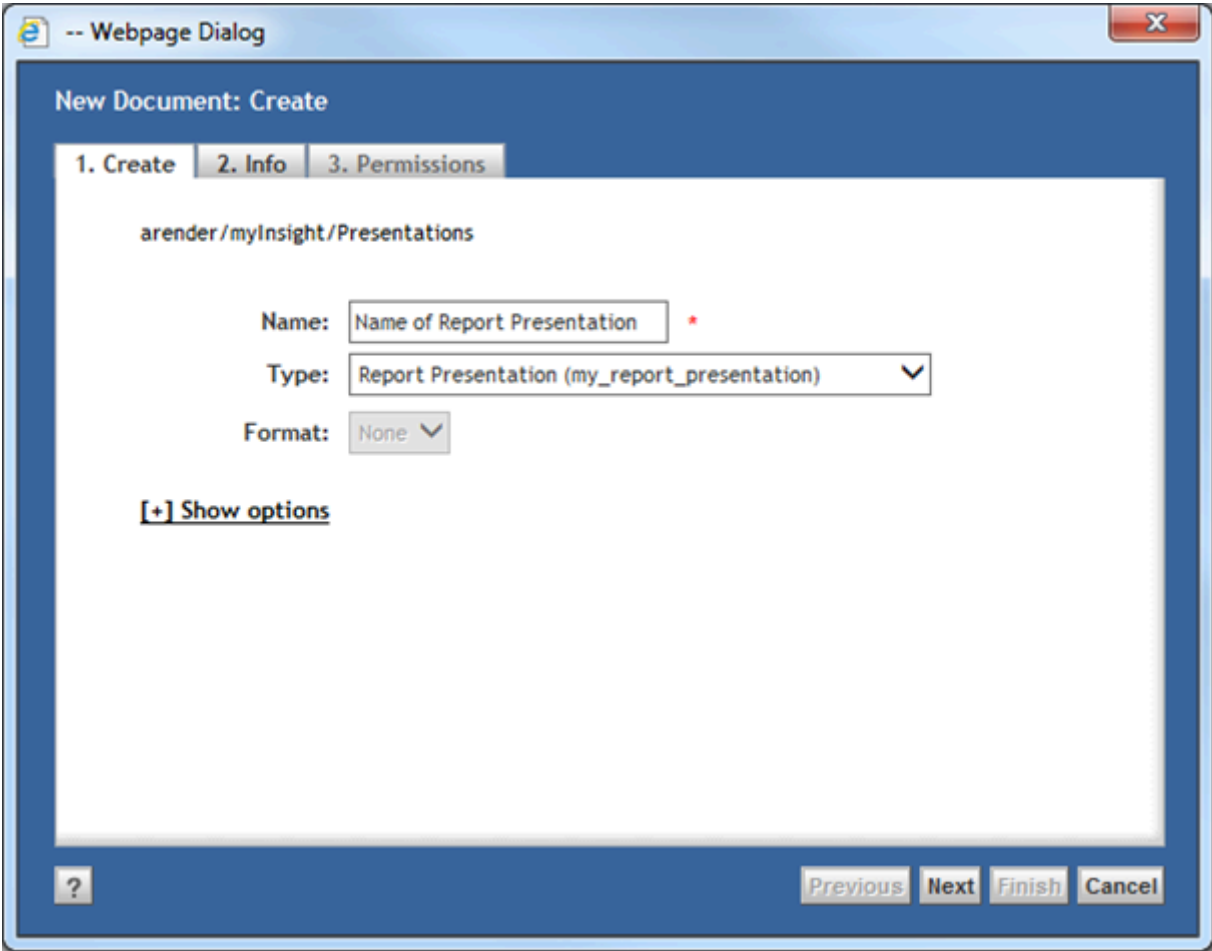 -- Webpage Dialog
X
New Document: Create
1. Create 2. Info 3. Permissions
arender/myInsight/Presentations
Name: Name of Report Presentation *
Type: Report Presentation (my_report_presentation)
Format: None
[+] Show options
? Previous Next Finish Cancel